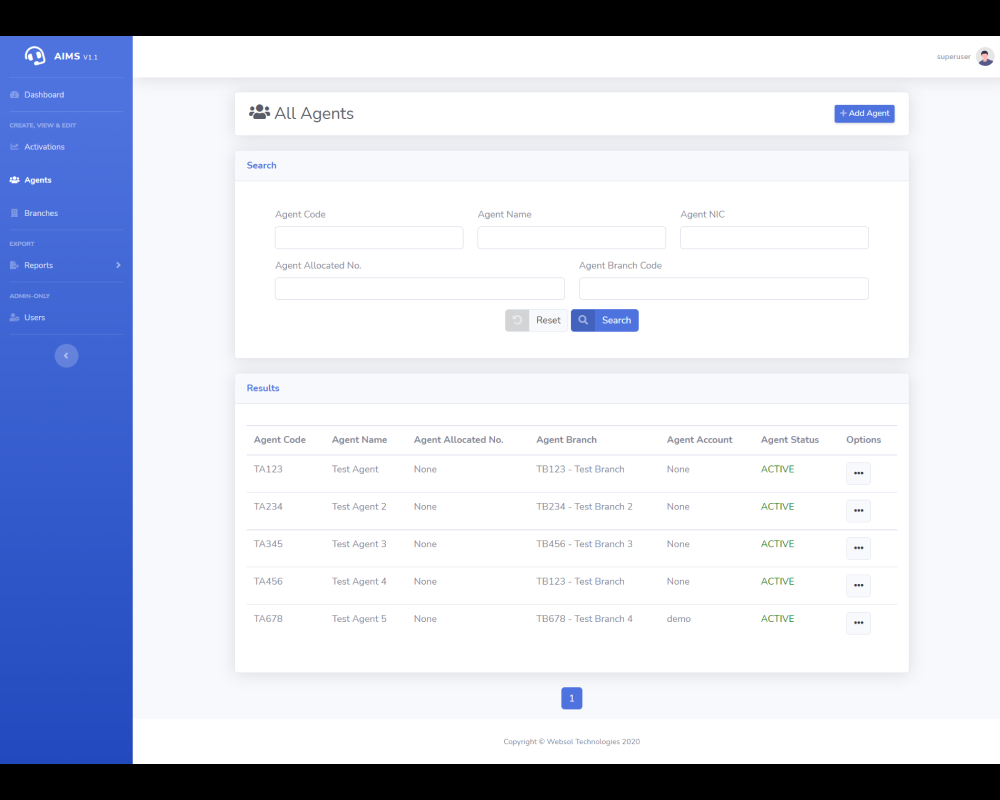 AIMS V1.1
superuser
Dashboard
CREATE, VIEW & EDIT
Activations
Agents
Branches
EXPORT
Reports
ADMIN-ONLY
Users
All Agents
+ Add Agent
Search
Agent Code Agent Name Agent NIC
Agent Allocated No. Agent Branch Code
Reset Search
Results
Agent Code Agent Name Agent Allocated No. Agent Branch Agent Account Agent Status Options
TA123 Test Agent None TB123 - Test Branch None ACTIVE
TA234 Test Agent 2 None TB234 - Test Branch 2 None ACTIVE
TA345 Test Agent 3 None TB456 - Test Branch 3 None ACTIVE
TA456 Test Agent 4 None TB123 - Test Branch None ACTIVE
TA678 Test Agent 5 None TB678 - Test Branch 4 demo ACTIVE
1
Copyright © Websol Technologies 2020